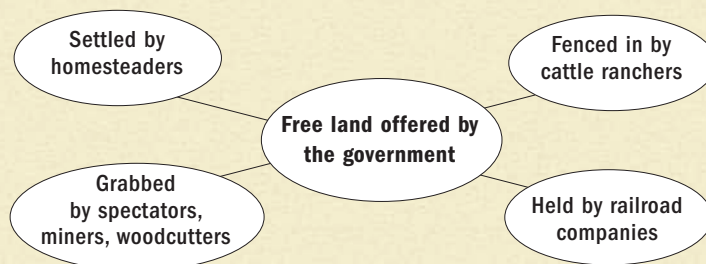 Settled by
homesteaders
Fenced in by
cattle ranchers
Free land offered by
the government
Grabbed
by spectators,
miners, woodcutters
Held by railroad
companies